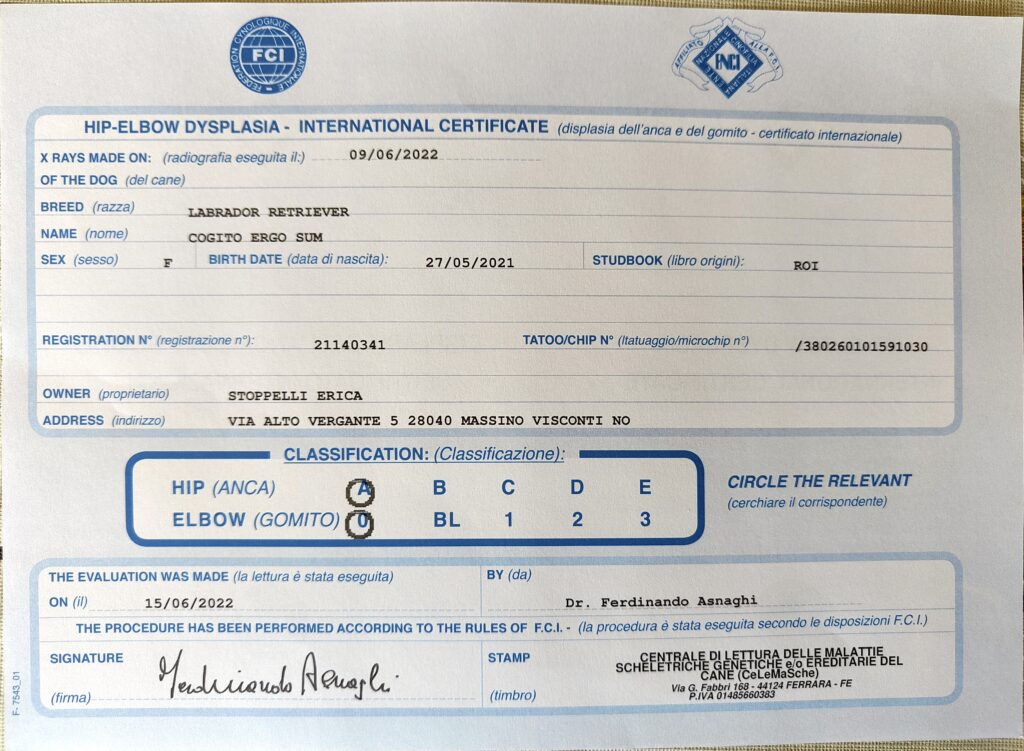 FEDERATION CYNOLOGIQUE INTERNATIONALE
FCI
AFFILIATO ALLA F.C.I.
ENTE NAZIONALE CINOFILIA ITALIANA
ENCI
HIP-ELBOW DYSPLASIA - INTERNATIONAL CERTIFICATE (displasia dell'anca e del gomito - certificato internazionale)
X RAYS MADE ON: (radiografia eseguita il:) 09/06/2022
OF THE DOG (del cane)
BREED (razza) LABRADOR RETRIEVER
NAME (nome) COGITO ERGO SUM
SEX (sesso) F BIRTH DATE (data di nascita): 27/05/2021 STUDBOOK (libro origini): ROI
REGISTRATION N° (registrazione n°): 21140341 TATOO/CHIP N° (ltatuaggio/microchip n°) /380260101591030
OWNER (proprietario) STOPPELLI ERICA
ADDRESS (indirizzo) VIA ALTO VERGANTE 5 28040 MASSINO VISCONTI NO
CLASSIFICATION: (Classificazione):
HIP (ANCA) A B C D E
ELBOW (GOMITO) 0 BL 1 2 3
CIRCLE THE RELEVANT
(cerchiare il corrispondente)
THE EVALUATION WAS MADE (la lettura è stata eseguita) BY (da)
ON (il) 15/06/2022 Dr. Ferdinando Asnaghi
THE PROCEDURE HAS BEEN PERFORMED ACCORDING TO THE RULES OF F.C.I. - (la procedura è stata eseguita secondo le disposizioni F.C.I.)
SIGNATURE
(firma)
Ferdinando Asnaghi
STAMP
(timbro)
CENTRALE DI LETTURA DELLE MALATTIE
SCHELETRICHE GENETICHE e/o EREDITARIE DEL
CANE (CeLeMaSche)
Via G. Fabbri 168 - 44124 FERRARA - FE
P.IVA 01485660383
F- 7543_01